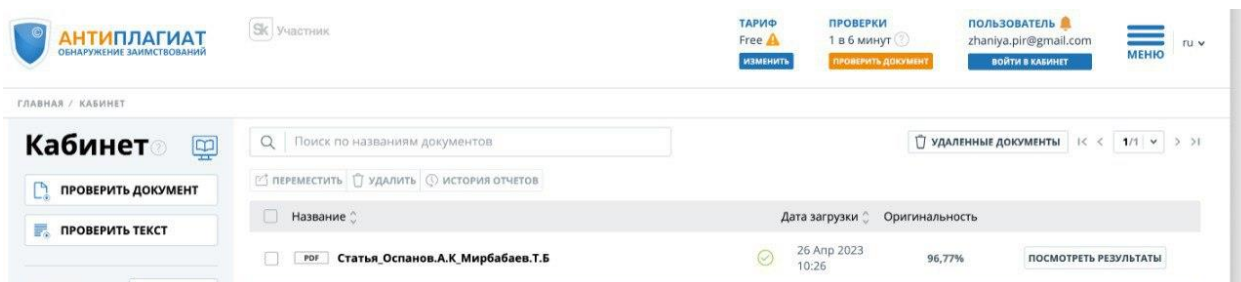 АНТИПЛАГИАТ
ОБНАРУЖЕНИЕ ЗАИМСТВОВАНИЙ
Sk Участник
ТАРИФ
Free
ИЗМЕНИТЬ
ПРОВЕРКИ
1 в 6 минут ?
ПРОВЕРИТЬ ДОКУМЕНТ
ПОЛЬЗОВАТЕЛЬ
zhaniya.pir@gmail.com
ВОЙТИ В КАБИНЕТ
МЕНЮ
ru
ГЛАВНАЯ / КАБИНЕТ
Кабинет ?
ПРОВЕРИТЬ ДОКУМЕНТ
ПРОВЕРИТЬ ТЕКСТ
Поиск по названиям документов
УДАЛЕННЫЕ ДОКУМЕНТЫ
1/1
ПЕРЕМЕСТИТЬ УДАЛИТЬ ИСТОРИЯ ОТЧЕТОВ
Название Дата загрузки Оригинальность
PDF Статья_Оспанов.А.К_Мирбабаев.Т.Б
26 Апр 2023
10:26
96,77%
ПОСМОТРЕТЬ РЕЗУЛЬТАТЫ